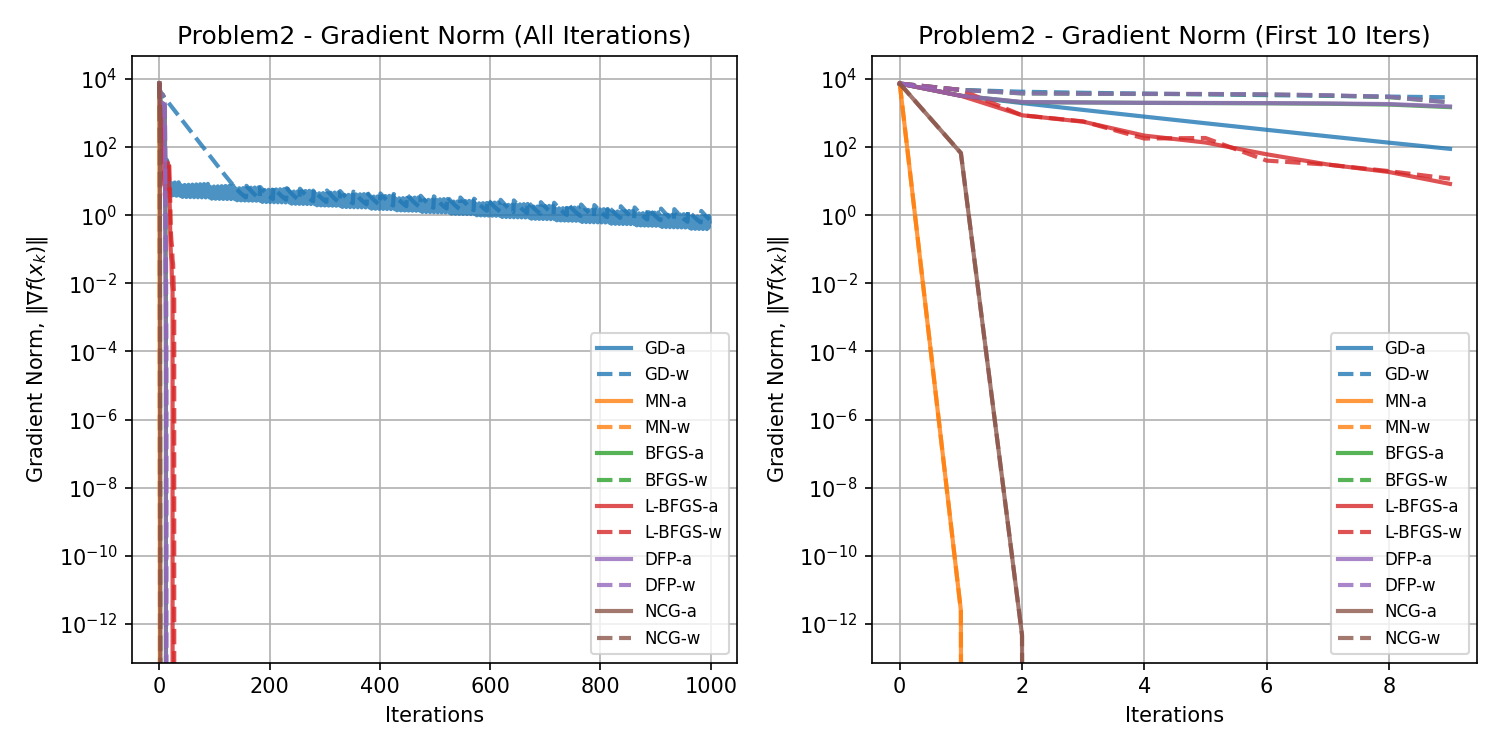 Problem2 - Gradient Norm (All Iterations)
Gradient Norm, ‖∇f(x_k)‖
10^4
10^2
10^0
10^−2
10^−4
10^−6
10^−8
10^−10
10^−12
0
200
400
600
800
1000
Iterations
GD-a
GD-w
MN-a
MN-w
BFGS-a
BFGS-w
L-BFGS-a
L-BFGS-w
DFP-a
DFP-w
NCG-a
NCG-w
Problem2 - Gradient Norm (First 10 Iters)
Gradient Norm, ‖∇f(x_k)‖
10^4
10^2
10^0
10^−2
10^−4
10^−6
10^−8
10^−10
10^−12
0
2
4
6
8
Iterations
GD-a
GD-w
MN-a
MN-w
BFGS-a
BFGS-w
L-BFGS-a
L-BFGS-w
DFP-a
DFP-w
NCG-a
NCG-w